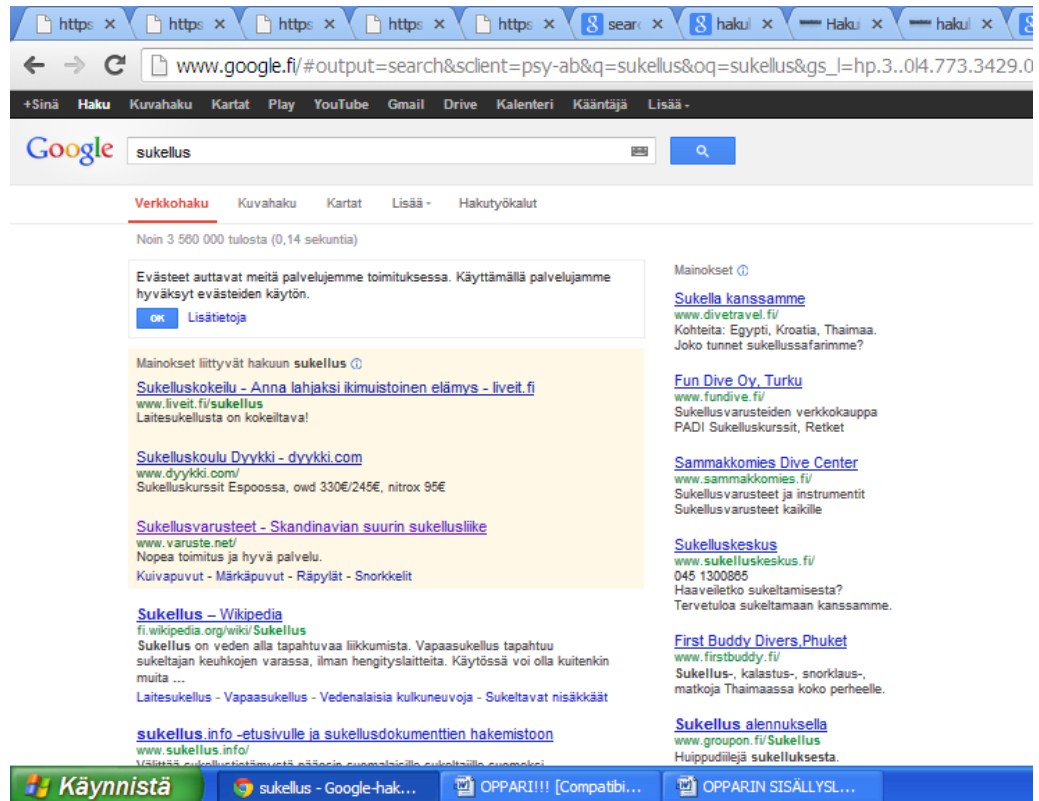 https
https
https
https
https
sear
hakul
Hakul
hakul
www.google.fi/#output=search&sclient=psy-ab&q=sukellus&oq=sukellus&gs_l=hp.3..0l4.773.3429.0
+Sinä Haku Kuvahaku Kartat Play YouTube Gmail Drive Kalenteri Kääntäjä Lisää
Google sukellus
Verkkohaku Kuvahaku Kartat Lisää Hakutyökalut
Noin 3 560 000 tulosta (0,14 sekuntia)
Evästeet auttavat meitä palvelujemme toimituksessa. Käyttämällä palvelujamme
hyväksyt evästeiden käytön.
OK Lisätietoja
Mainokset liittyvät hakuun sukellus
Sukelluskokeilu - Anna lahjaksi ikimuistoinen elämys - liveit.fi
www.liveit.fi/sukellus
Laitesukellusta on kokeiltava!
Sukelluskoulu Dyykki - dyykki.com
www.dyykki.com/
Sukelluskurssit Espoossa, owd 330€/245€, nitrox 95€
Sukellusvarusteet - Skandinavian suurin sukellusliike
www.varuste.net/
Nopea toimitus ja hyvä palvelu.
Kuivapuvut - Märkäpuvut - Räpylät - Snorkkelit
Sukellus – Wikipedia
fi.wikipedia.org/wiki/Sukellus
Sukellus on veden alla tapahtuvaa liikkumista. Vapaasukellus tapahtuu
sukeltajan keuhkojen varassa, ilman hengityslaitteita. Käytössä voi olla kuitenkin
muita ...
Laitesukellus - Vapaasukellus - Vedenalaisia kulkuneuvoja - Sukeltavat nisäkkäät
sukellus.info -etusivulle ja sukellusdokumenttien hakemistoon
www.sukellus.info/
Välittää sukellustietämystä pääosin suomalaisille sukeltajille suomeksi
Mainokset
Sukella kanssamme
www.divetravel.fi/
Kohteita: Egypti, Kroatia, Thaimaa.
Joko tunnet sukellussafarimme?
Fun Dive Oy, Turku
www.fundive.fi/
Sukellusvarusteiden verkkokauppa
PADI Sukelluskurssit, Retket
Sammakkomies Dive Center
www.sammakkomies.fi/
Sukellusvarusteet ja instrumentit
Sukellusvarusteet kaikille
Sukelluskeskus
www.sukelluskeskus.fi/
045 1300865
Haaveiletko sukeltamisesta?
Tervetuloa sukeltamaan kanssamme.
First Buddy Divers,Phuket
www.firstbuddy.fi/
Sukellus-, kalastus-, snorklaus-,
matkoja Thaimaassa koko perheelle.
Sukellus alennuksella
www.groupon.fi/Sukellus
Huippudiilejä sukelluksesta.
Käynnistä sukellus - Google-hak... OPPARI!!! [Compatibi... OPPARIN SISÄLLYSL...